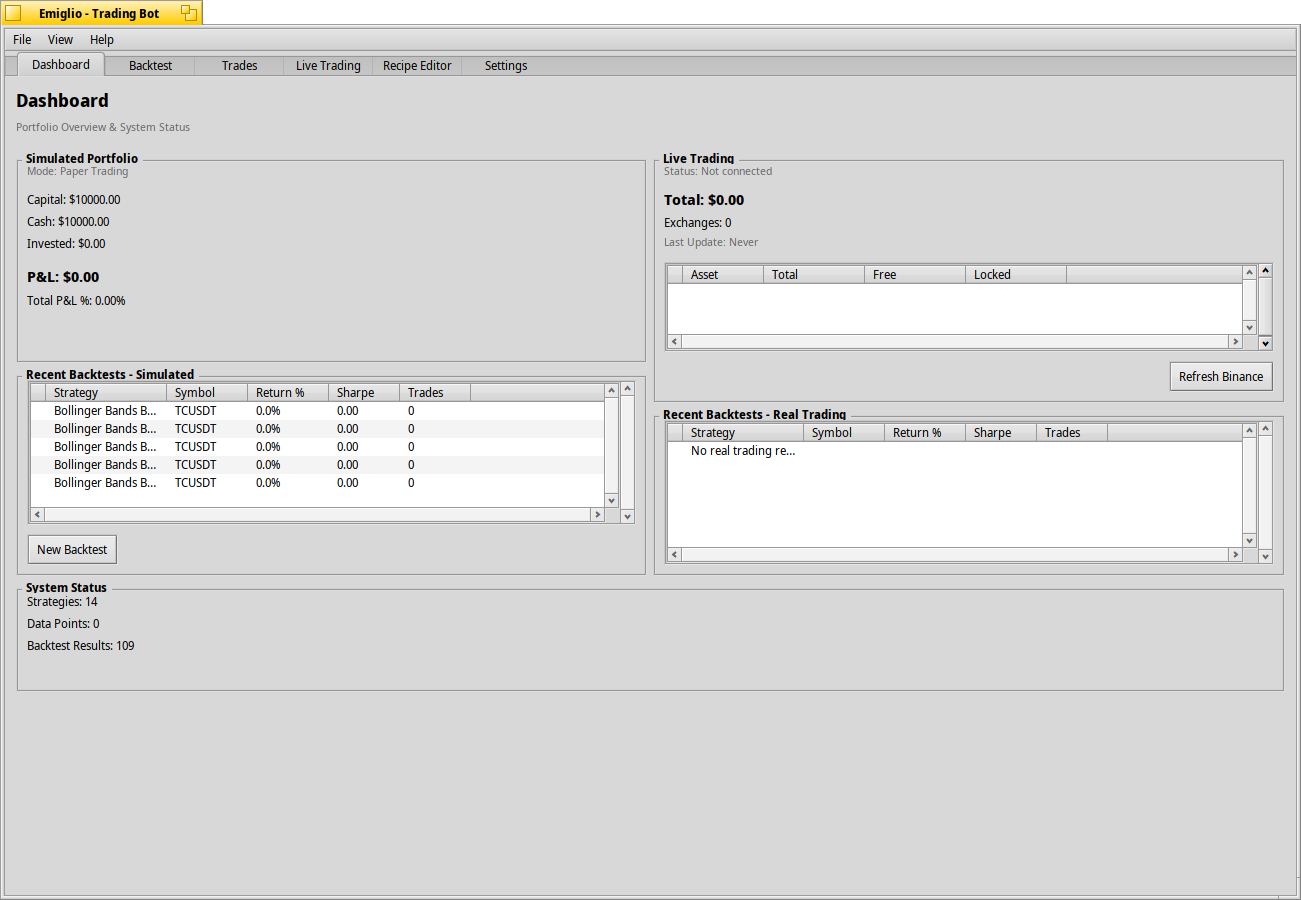 Emiglio - Trading Bot
File View Help
Dashboard Backtest Trades Live Trading Recipe Editor Settings
Dashboard
Portfolio Overview & System Status
Simulated Portfolio
Mode: Paper Trading
Capital: $10000.00
Cash: $10000.00
Invested: $0.00
P&L: $0.00
Total P&L %: 0.00%
Live Trading
Status: Not connected
Total: $0.00
Exchanges: 0
Last Update: Never
Asset Total Free Locked
Refresh Binance
Recent Backtests - Simulated
Strategy Symbol Return % Sharpe Trades
Bollinger Bands B... TCUSDT 0.0% 0.00 0
Bollinger Bands B... TCUSDT 0.0% 0.00 0
Bollinger Bands B... TCUSDT 0.0% 0.00 0
Bollinger Bands B... TCUSDT 0.0% 0.00 0
Bollinger Bands B... TCUSDT 0.0% 0.00 0
New Backtest
Recent Backtests - Real Trading
Strategy Symbol Return % Sharpe Trades
No real trading re...
System Status
Strategies: 14
Data Points: 0
Backtest Results: 109